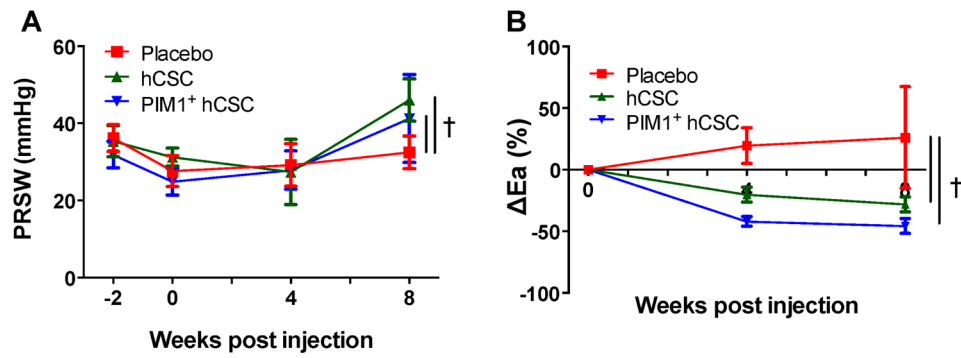 A
PRSW (mmHg)
60
40
20
0
Placebo
hCSC
PIM1⁺ hCSC
†
-2
0
4
8
Weeks post injection
B
ΔEa (%)
100
50
0
-50
-100
Placebo
hCSC
PIM1⁺ hCSC
0
4
8
†
Weeks post injection